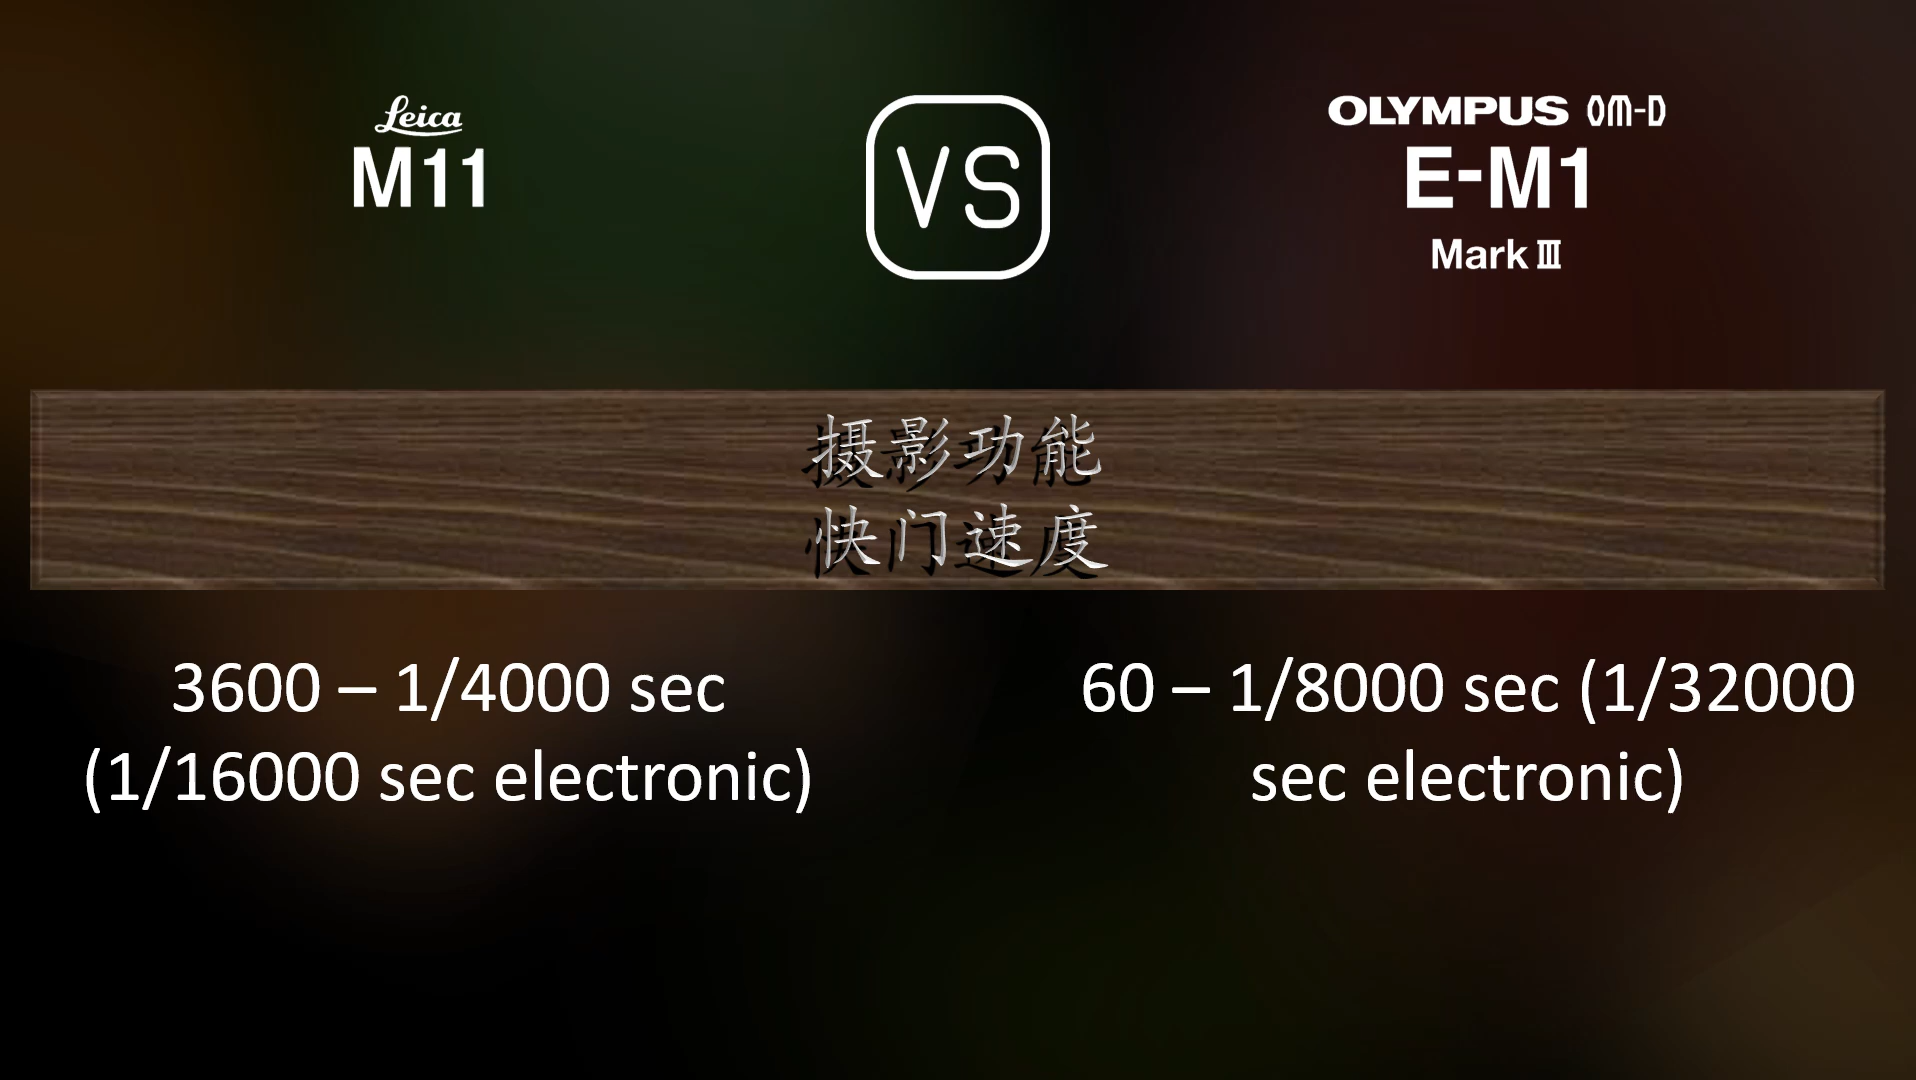 Leica
M11
VS
OLYMPUS OM-D
E-M1
Mark III
摄影功能
快门速度
3600 – 1/4000 sec
(1/16000 sec electronic)
60 – 1/8000 sec (1/32000
sec electronic)